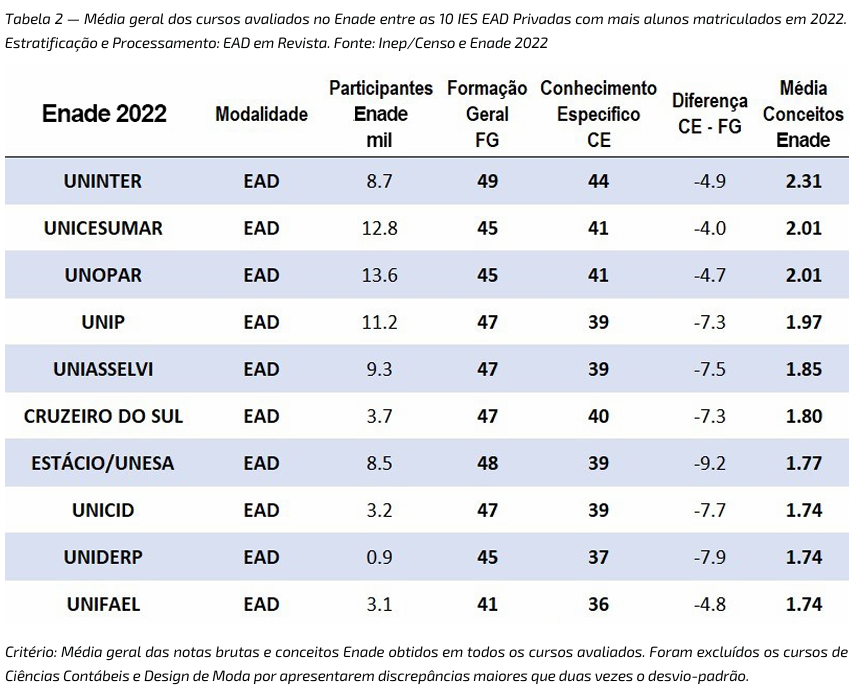 Tabela 2 — Média geral dos cursos avaliados no Enade entre as 10 IES EAD Privadas com mais alunos matriculados em 2022.
Estratificação e Processamento: EAD em Revista. Fonte: Inep/Censo e Enade 2022
Enade 2022 Modalidade Participantes Enade mil Formação Geral FG Conhecimento Específico CE Diferença CE - FG Média Conceitos Enade
UNINTER EAD 8.7 49 44 -4.9 2.31
UNICESUMAR EAD 12.8 45 41 -4.0 2.01
UNOPAR EAD 13.6 45 41 -4.7 2.01
UNIP EAD 11.2 47 39 -7.3 1.97
UNIASSELVI EAD 9.3 47 39 -7.5 1.85
CRUZEIRO DO SUL EAD 3.7 47 40 -7.3 1.80
ESTÁCIO/UNESA EAD 8.5 48 39 -9.2 1.77
UNICID EAD 3.2 47 39 -7.7 1.74
UNIDERP EAD 0.9 45 37 -7.9 1.74
UNIFAEL EAD 3.1 41 36 -4.8 1.74
Critério: Média geral das notas brutas e conceitos Enade obtidos em todos os cursos avaliados. Foram excluídos os cursos de
Ciências Contábeis e Design de Moda por apresentarem discrepâncias maiores que duas vezes o desvio-padrão.